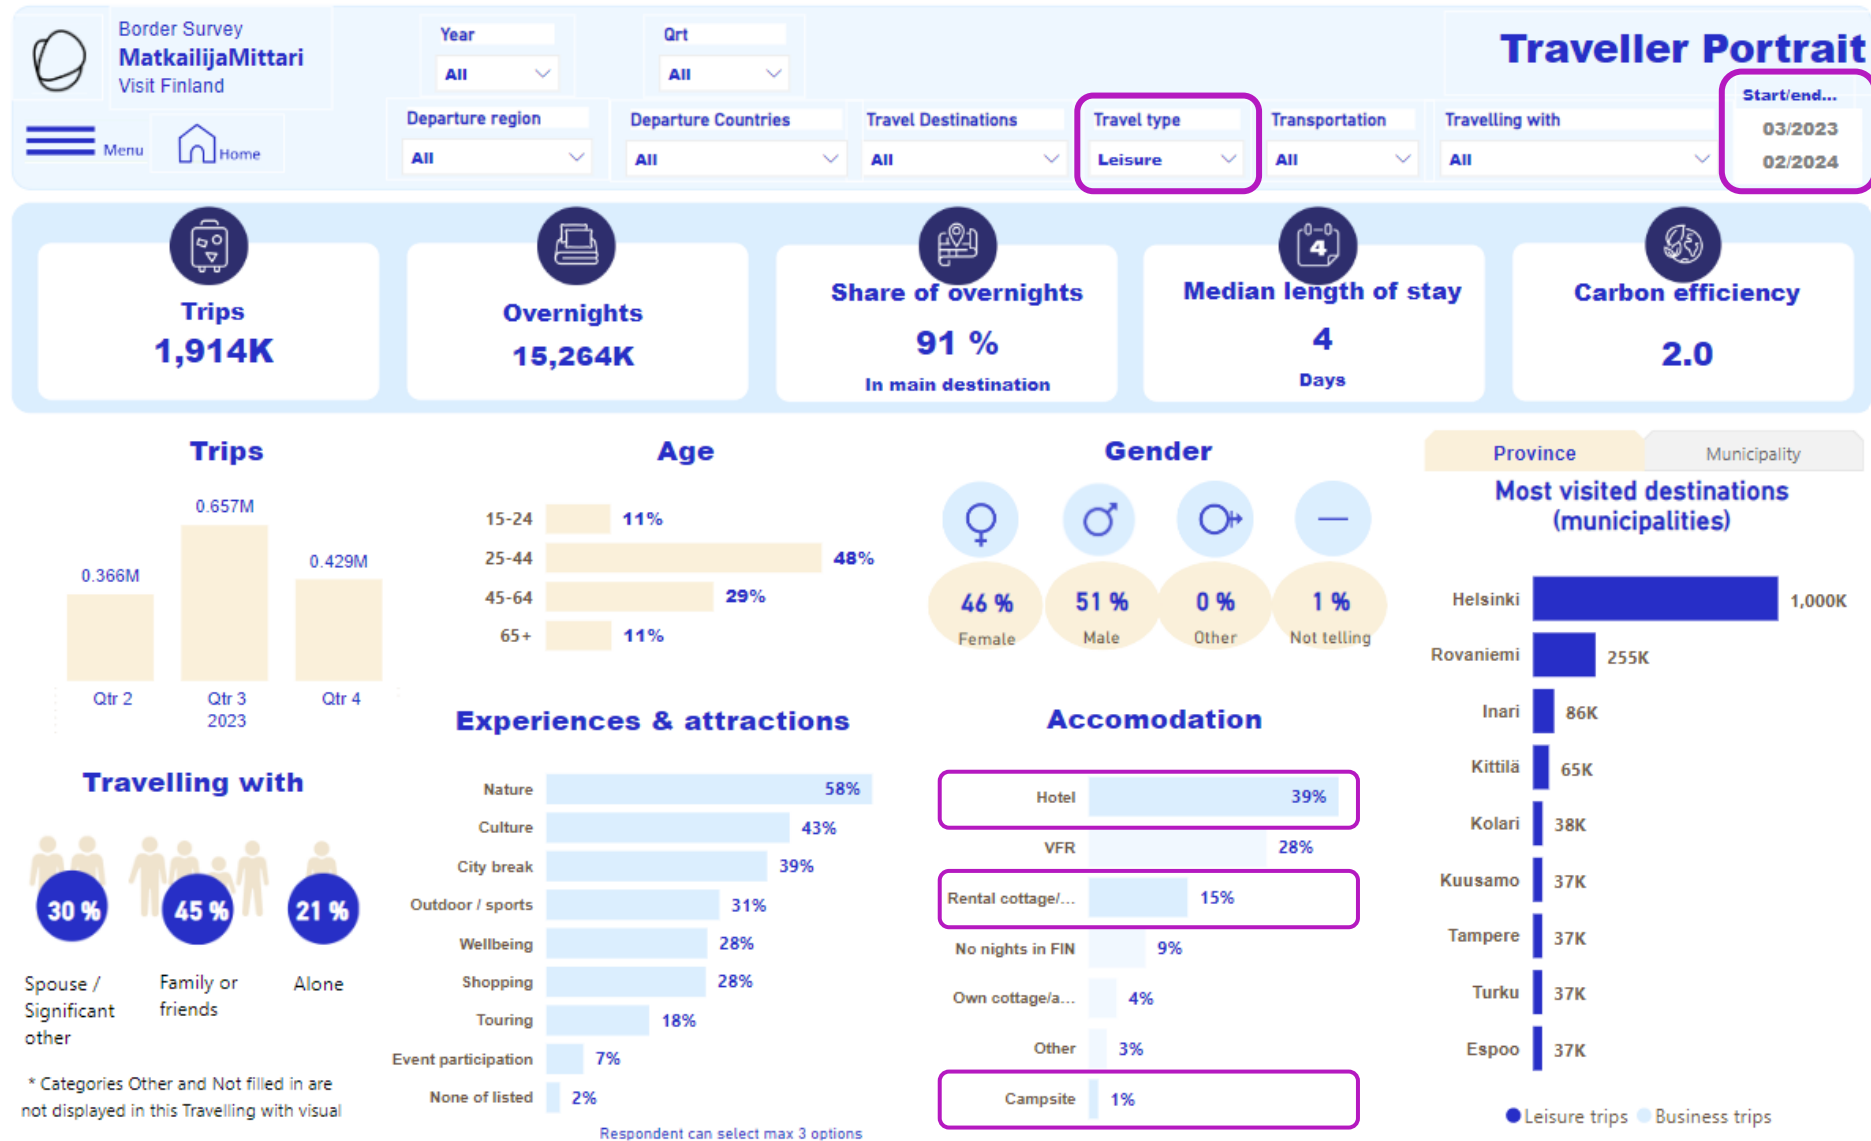 Border Survey
MatkailijaMittari
Visit Finland
Menu
Home
Year
All
Qrt
All
Traveller Portrait
Departure region
All
Departure Countries
All
Travel Destinations
All
Travel type
Leisure
Transportation
All
Travelling with
All
Start/end...
03/2023
02/2024
Trips
1,914K
Overnights
15,264K
Share of overnights
91 %
In main destination
4
Median length of stay
4
Days
Carbon efficiency
2.0
Trips
0.366M
0.657M
0.429M
Qtr 2
Qtr 3
Qtr 4
2023
Age
15-24 11%
25-44 48%
45-64 29%
65+ 11%
Gender
46 %
Female
51 %
Male
0 %
Other
1 %
Not telling
Province
Municipality
Most visited destinations
(municipalities)
Helsinki 1,000K
Rovaniemi 255K
Inari 86K
Kittilä 65K
Kolari 38K
Kuusamo 37K
Tampere 37K
Turku 37K
Espoo 37K
Leisure trips Business trips
Travelling with
30 %
45 %
21 %
Spouse /
Significant
other
Family or
friends
Alone
* Categories Other and Not filled in are
not displayed in this Travelling with visual
Experiences & attractions
Nature 58%
Culture 43%
City break 39%
Outdoor / sports 31%
Wellbeing 28%
Shopping 28%
Touring 18%
Event participation 7%
None of listed 2%
Respondent can select max 3 options
Accomodation
Hotel 39%
VFR 28%
Rental cottage/... 15%
No nights in FIN 9%
Own cottage/a... 4%
Other 3%
Campsite 1%